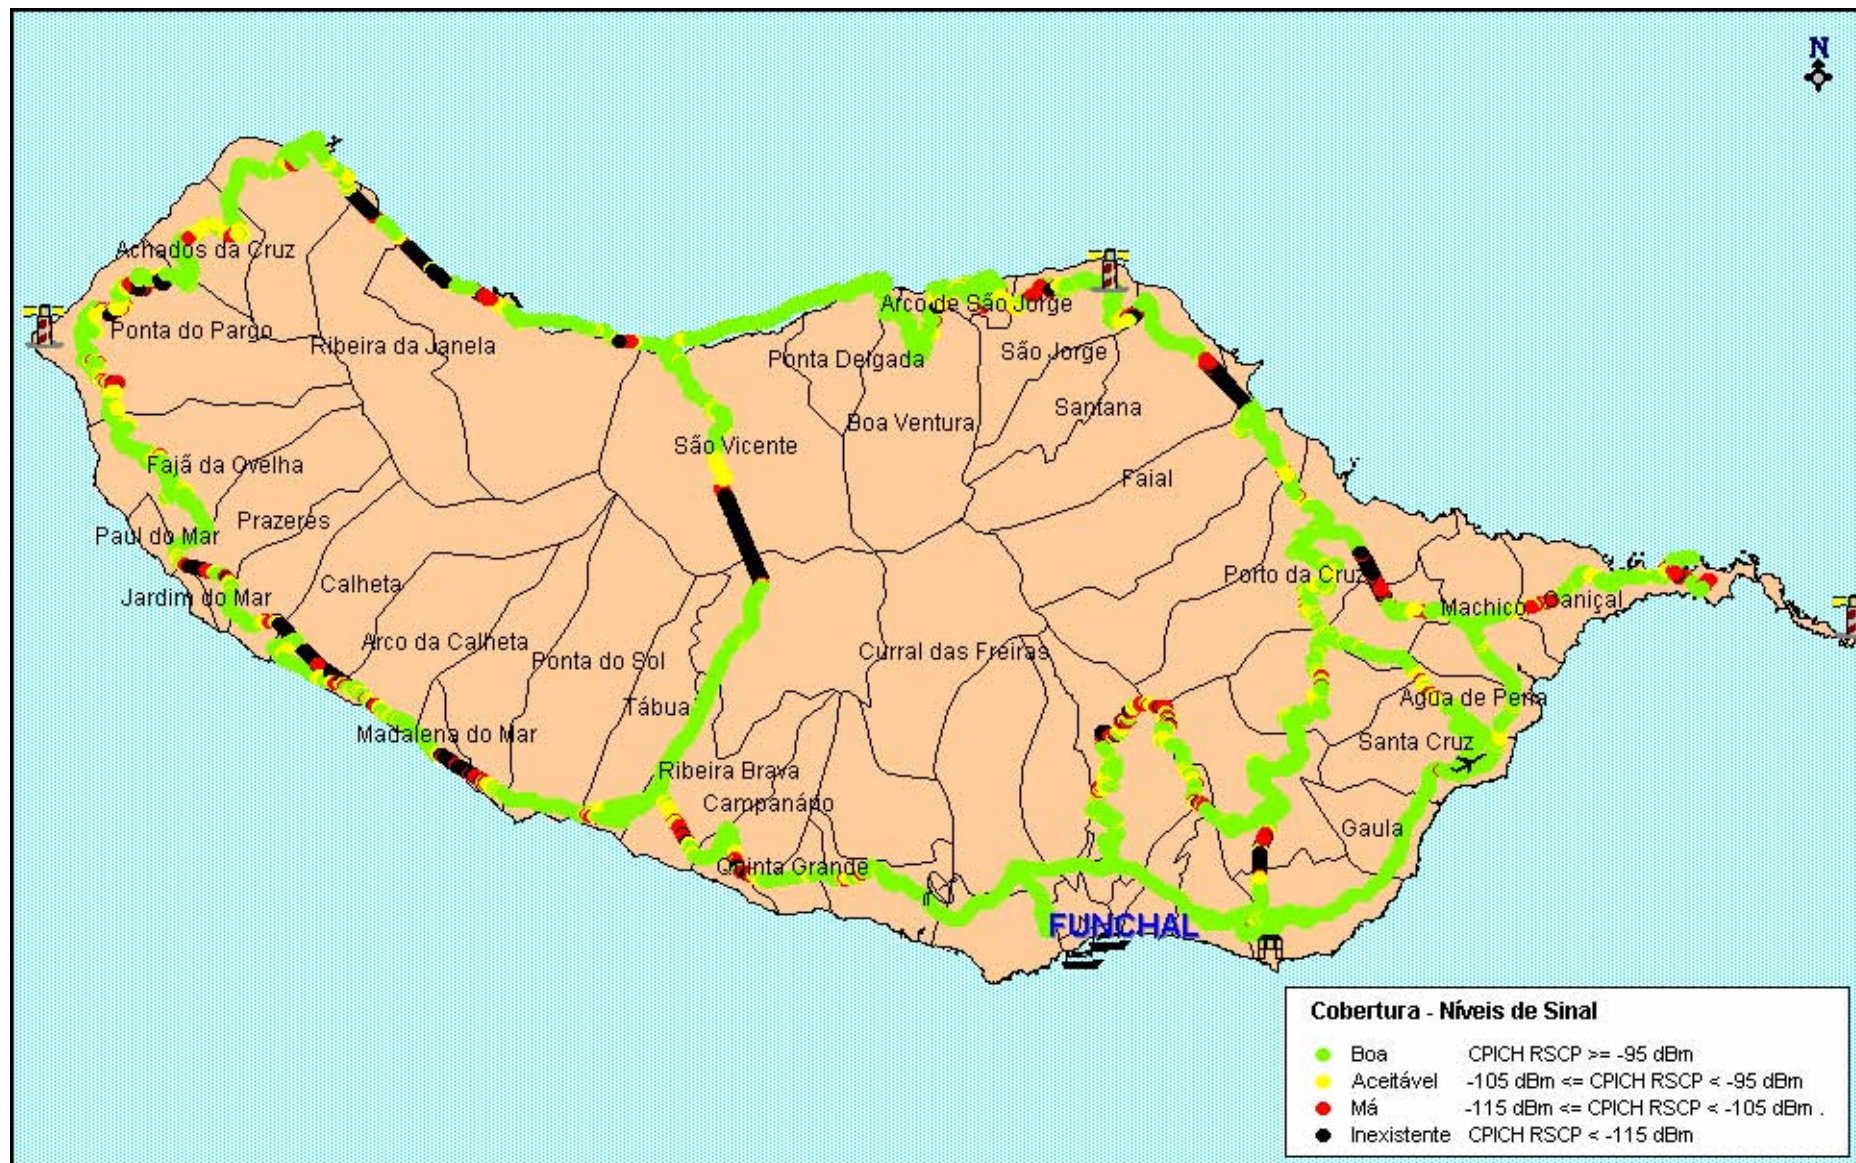 N
Achados da Cruz
Ponta do Pargo
Ribeira da Janela
Arco de São Jorge
Ponta Delgada
São Jorge
Santana
Boa Ventura
São Vicente
Faial
Fajã da Ovelha
Prazeres
Paul do Mar
Calheta
Jardim do Mar
Porto da Cruz
Machico
Caniçal
Arco da Calheta
Ponta do Sol
Curral das Freiras
Tábua
Água de Pena
Madalena do Mar
Santa Cruz
Ribeira Brava
Campanário
Gaula
Quinta Grande
FUNCHAL
Cobertura - Níveis de Sinal
Boa CPICH RSCP >= -95 dBm
Aceitável -105 dBm <= CPICH RSCP < -95 dBm
Má -115 dBm <= CPICH RSCP < -105 dBm .
Inexistente CPICH RSCP < -115 dBm